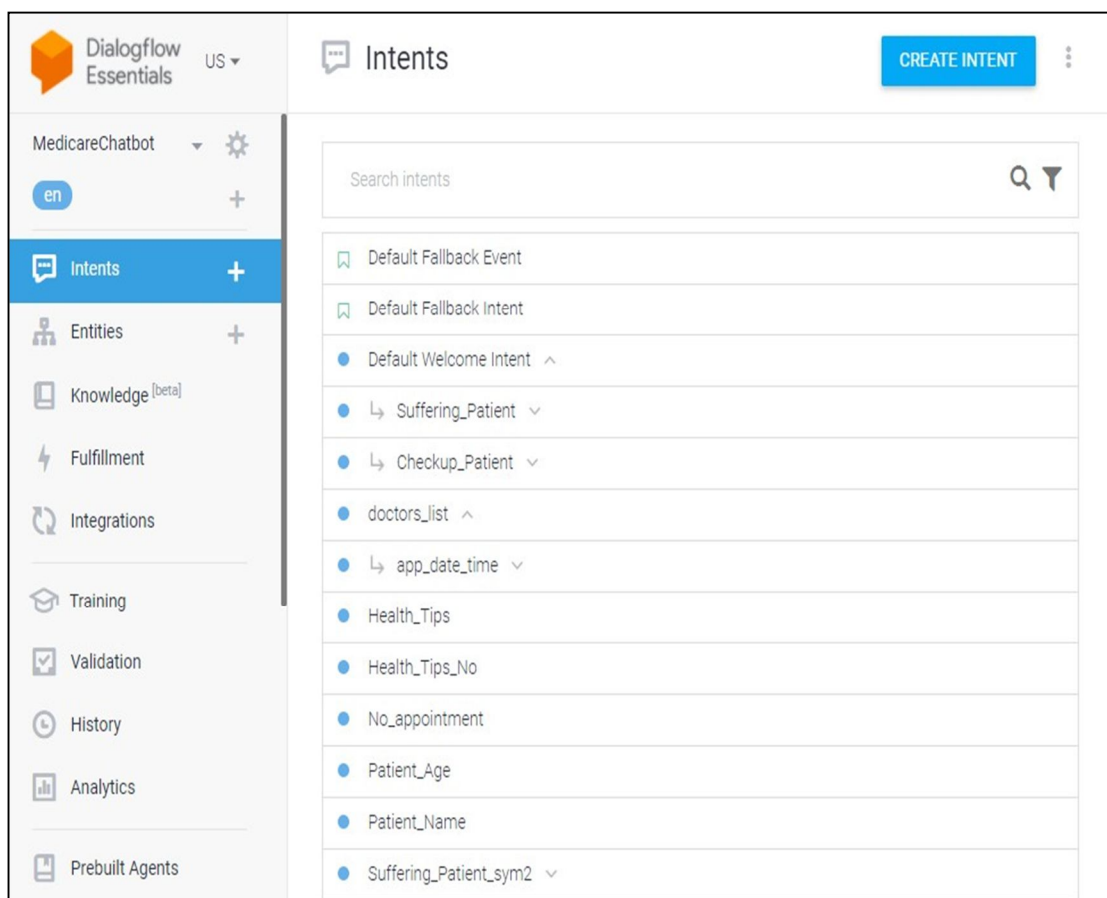 Dialogflow
Essentials
US
MedicareChatbot
en
Intents
Entities
Knowledge [beta]
Fulfillment
Integrations
Training
Validation
History
Analytics
Prebuilt Agents
Intents
CREATE INTENT
Search intents
Default Fallback Event
Default Fallback Intent
Default Welcome Intent
Suffering_Patient
Checkup_Patient
doctors_list
app_date_time
Health_Tips
Health_Tips_No
No_appointment
Patient_Age
Patient_Name
Suffering_Patient_sym2